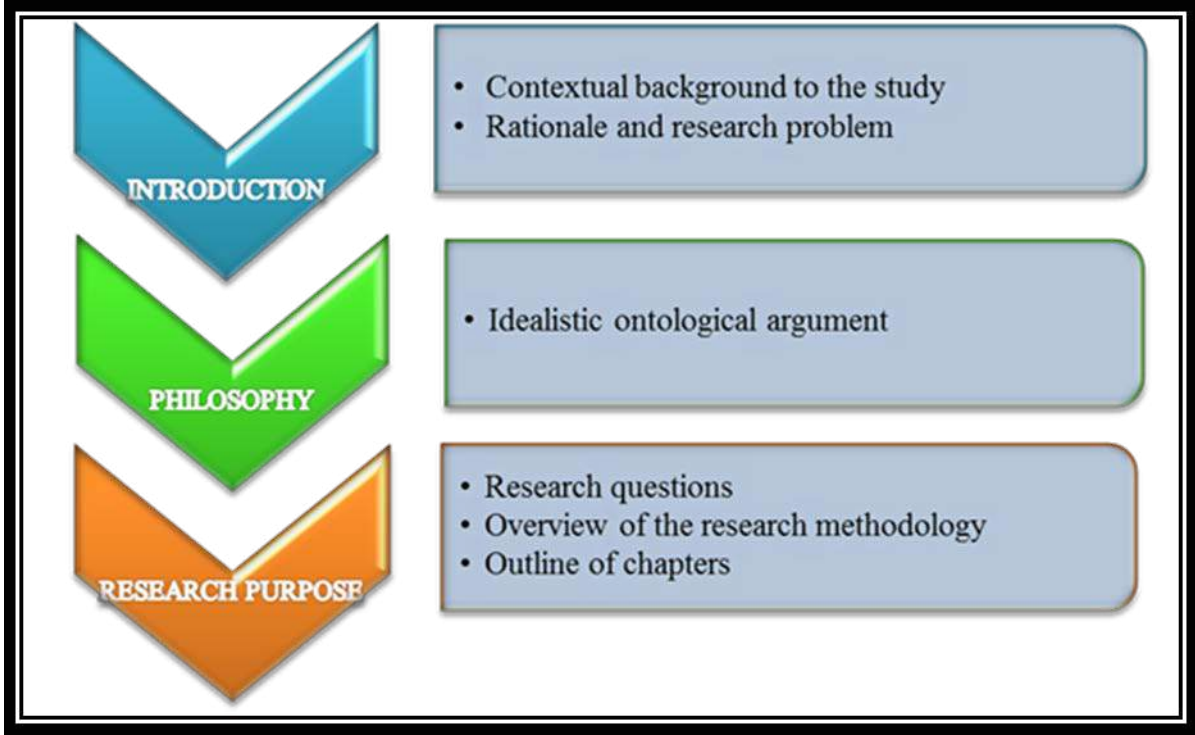 INTRODUCTION
• Contextual background to the study
• Rationale and research problem
PHILOSOPHY
• Idealistic ontological argument
RESEARCH PURPOSE
• Research questions
• Overview of the research methodology
• Outline of chapters